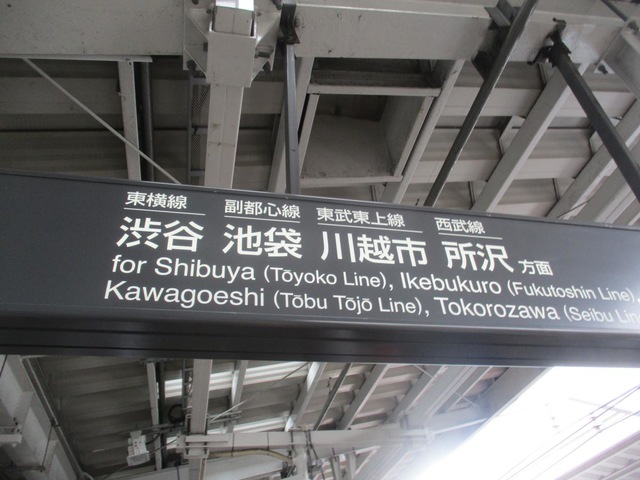 東横線 副都心線 東武東上線 西武線
渋谷 池袋 川越市 所沢 方面
for Shibuya (Tōyoko Line), Ikebukuro (Fukutoshin Line)
Kawagoeshi (Tōbu Tōjō Line), Tokorozawa (Seibu Line